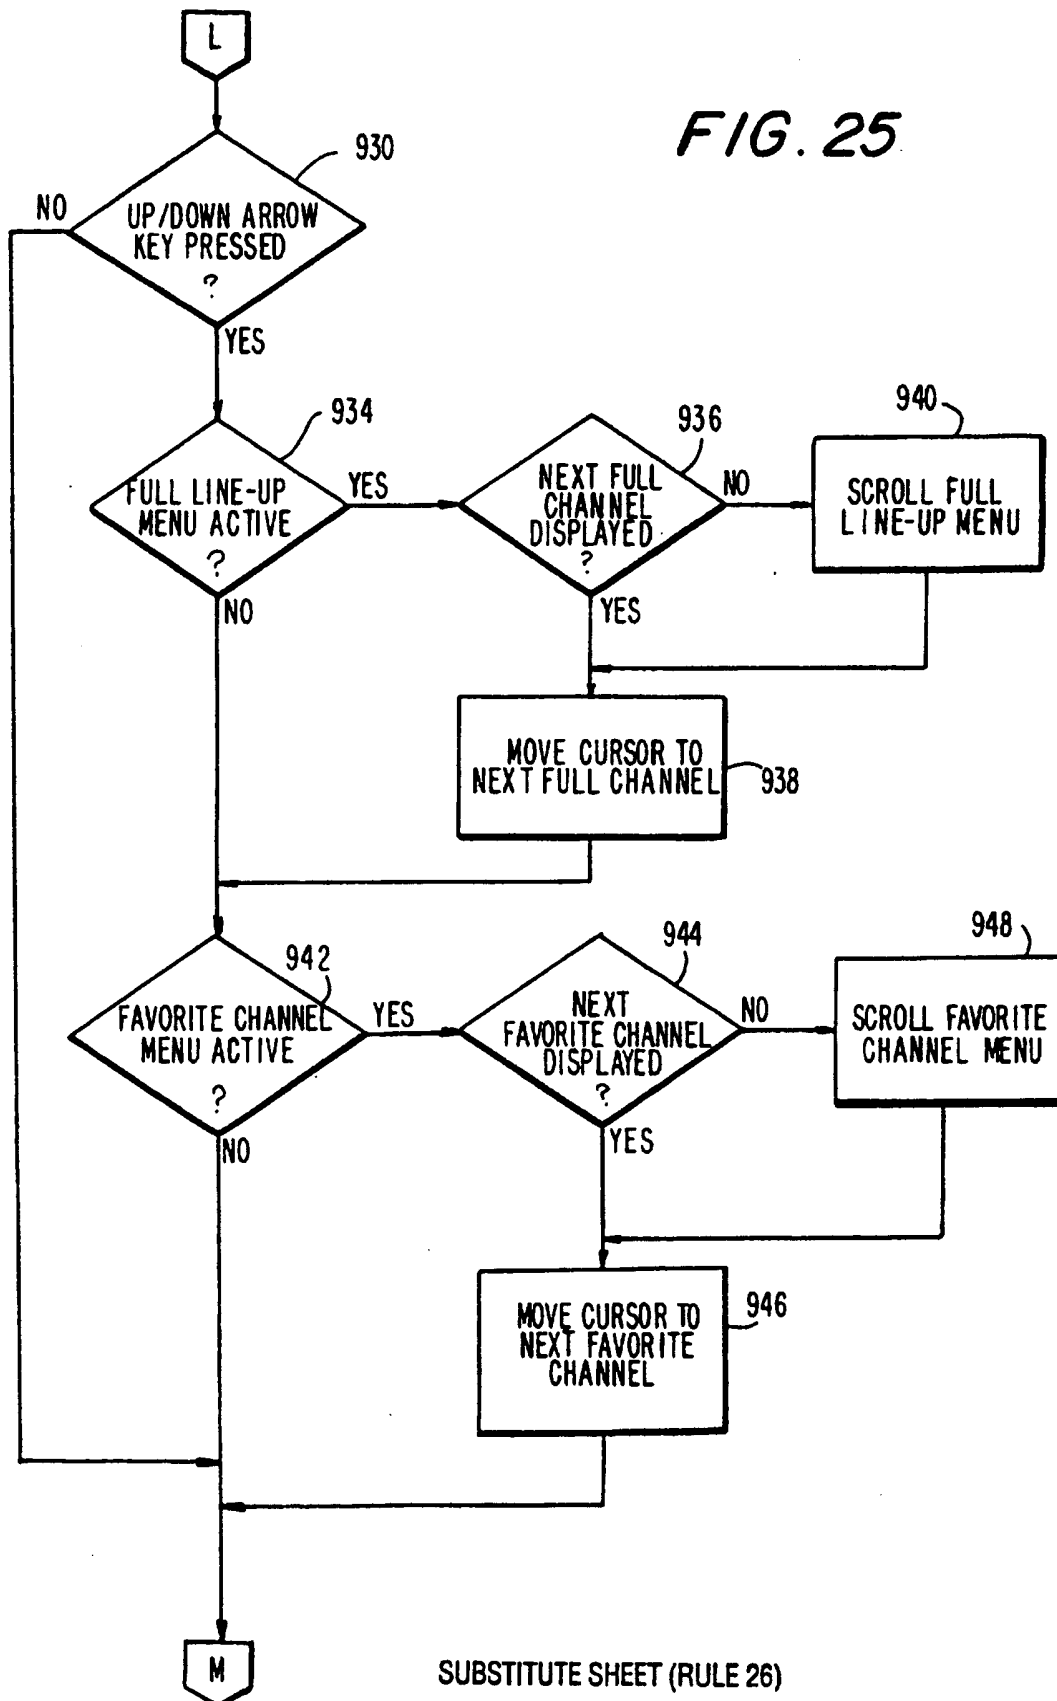 L
FIG. 25
930
NO
UP/DOWN ARROW
KEY PRESSED
?
YES
934
FULL LINE-UP
MENU ACTIVE
?
YES
NO
936
NEXT FULL
CHANNEL
DISPLAYED
?
NO
YES
940
SCROLL FULL
LINE-UP MENU
MOVE CURSOR TO
NEXT FULL CHANNEL
938
942
FAVORITE CHANNEL
MENU ACTIVE
?
YES
NO
944
NEXT
FAVORITE CHANNEL
DISPLAYED
?
NO
YES
948
SCROLL FAVORITE
CHANNEL MENU
MOVE CURSOR TO
NEXT FAVORITE
CHANNEL
946
M
SUBSTITUTE SHEET (RULE 26)